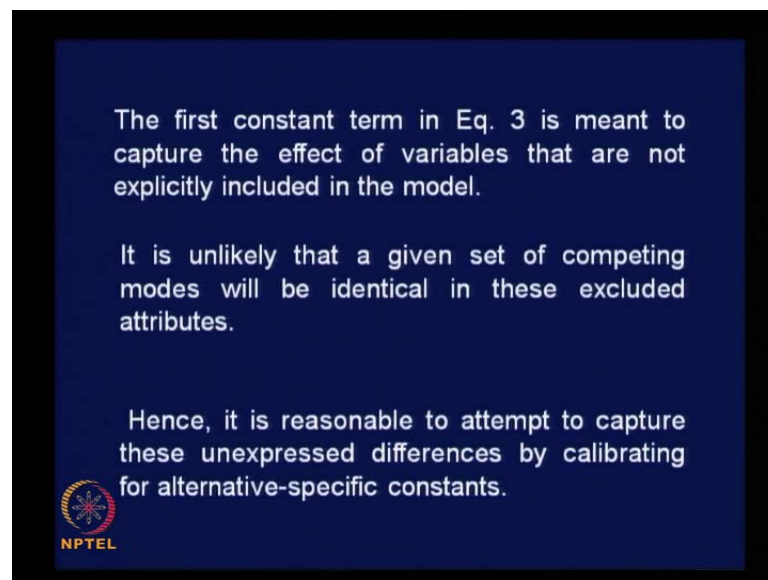 The first constant term in Eq. 3 is meant to
capture the effect of variables that are not
explicitly included in the model.
It is unlikely that a given set of competing
modes will be identical in these excluded
attributes.
Hence, it is reasonable to attempt to capture
these unexpressed differences by calibrating
for alternative-specific constants.
NPTEL